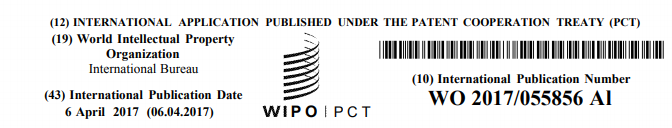 (12) INTERNATIONAL APPLICATION PUBLISHED UNDER THE PATENT COOPERATION TREATY (PCT)
(19) World Intellectual Property
Organization
International Bureau
(43) International Publication Date
6 April 2017 (06.04.2017)
WIPO | PCT
(10) International Publication Number
WO 2017/055856 Al